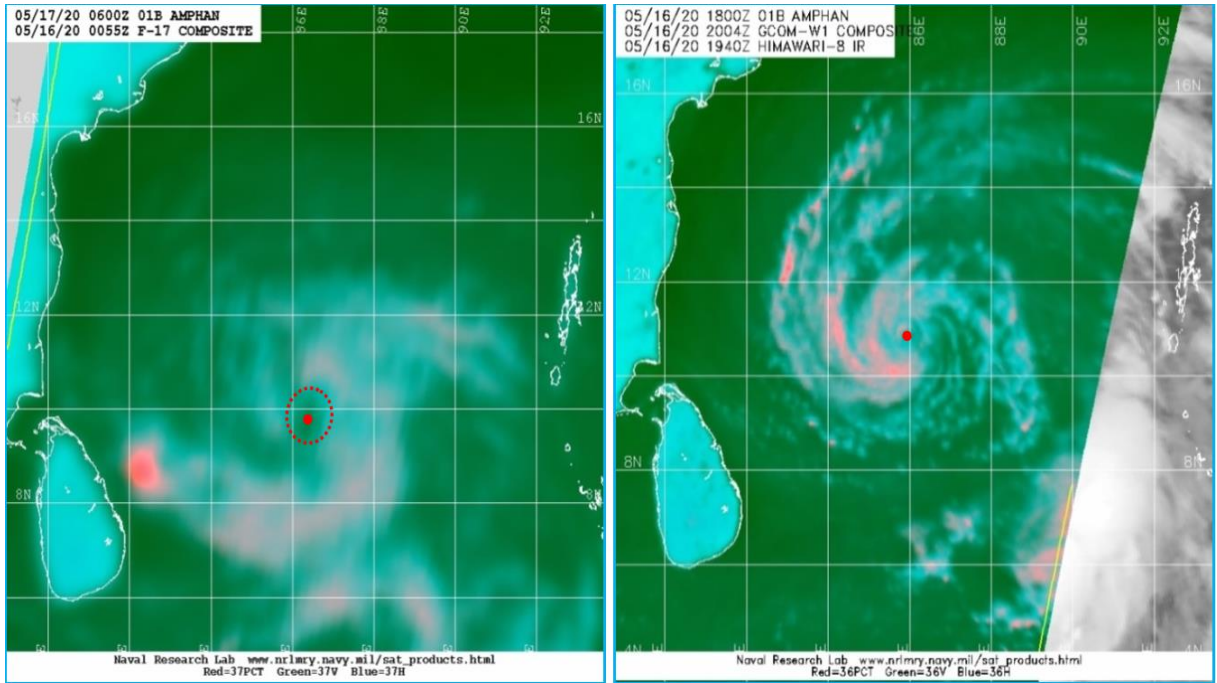 05/17/20 0600Z 01B AMPHAN
05/16/20 0055Z F-17 COMPOSITE
92E
16N
12N
8N
86E
88E
90E
92E
Naval Research Lab www.nrlmry.navy.mil/sat_products.html
Red=37PCT Green=37V Blue=37H
05/16/20 1800Z 01B AMPHAN
05/16/20 2004Z GCOM-W1 COMPOSITE
05/16/20 1940Z HIMAWARI-8 IR
86E
88E
90E
92E
16N
16N
12N
12N
8N
8N
4N
4N
Naval Research Lab www.nrlmry.navy.mil/sat_products.html
Red=36PCT Green=36V Blue=36H